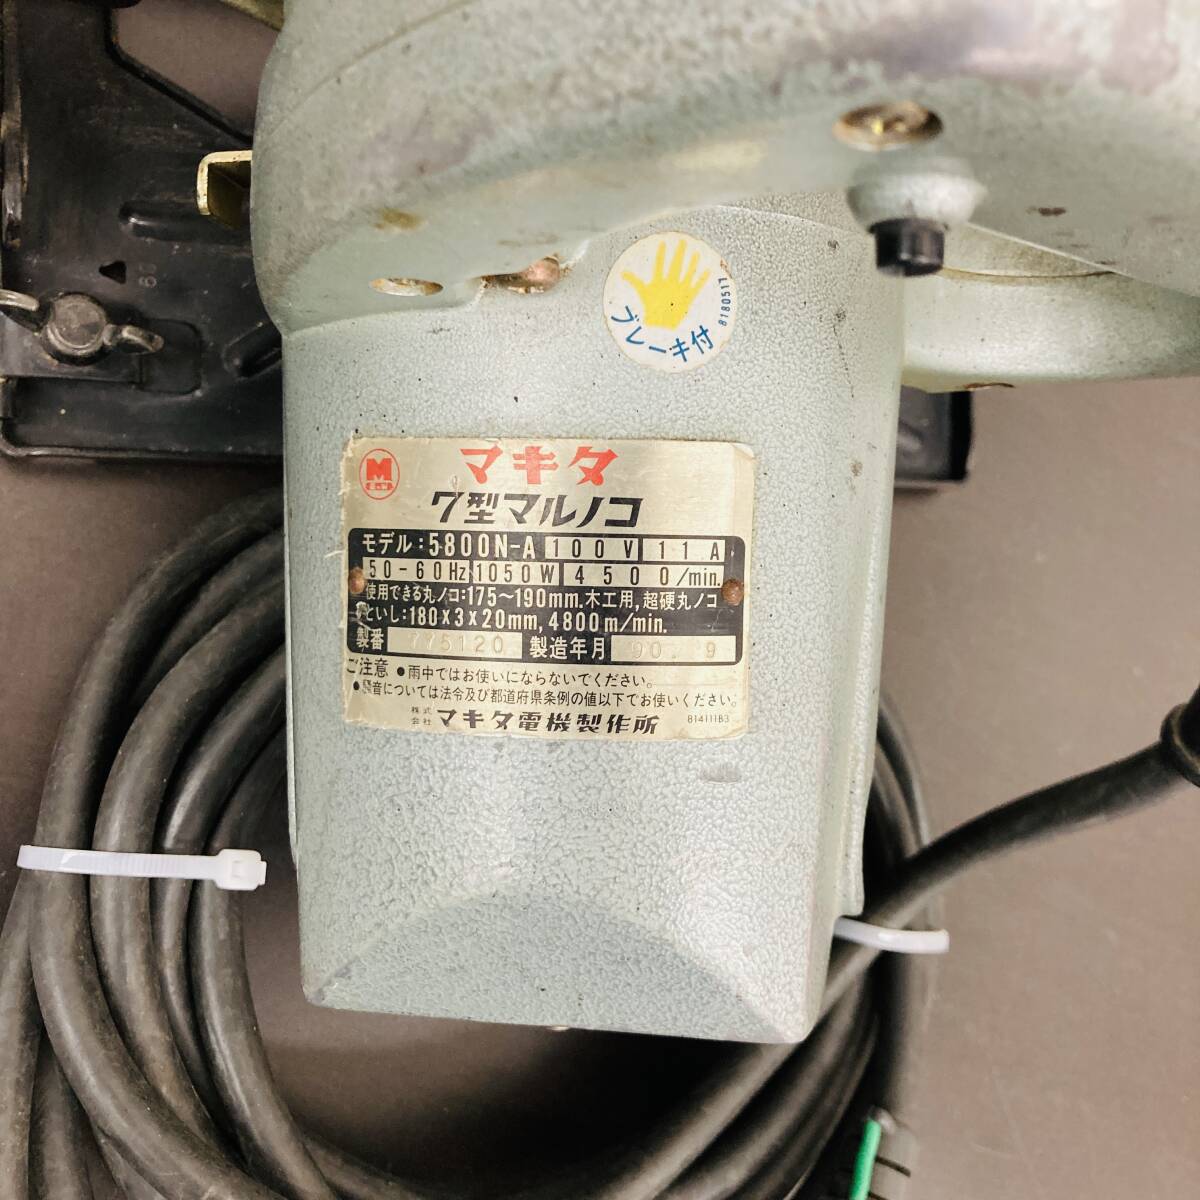 ブレーキ付
8180517
M
マキタ
7型マルノコ
モデル:5800N-A 100V 11A
50-60Hz 1050W 4500/min.
使用できる丸ノコ:175~190mm.木工用,超硬丸ノコ
といし:180x3x20mm, 4800m/min.
製番 775120 製造年月 90. 9
ご注意 ●雨中ではお使いにならないでください。
●騒音については法令及び都道府県条例の値以下でお使いください。
株式会社 マキタ電機製作所 814111B3